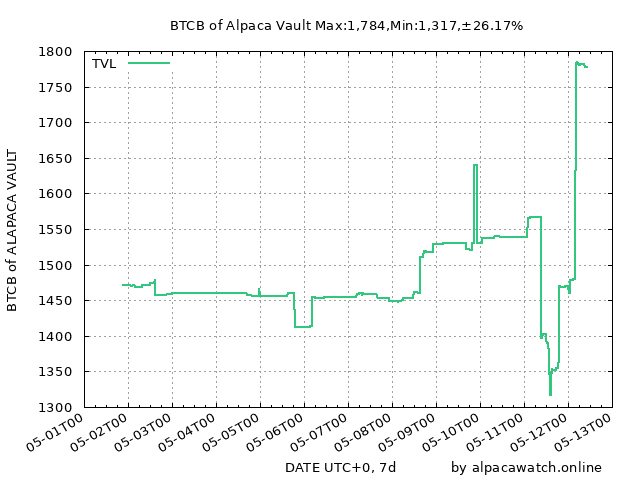 BTCB of Alpaca Vault Max:1,784,Min:1,317,±26.17%
TVL
BTCB of ALAPACA VAULT
1800
1750
1700
1650
1600
1550
1500
1450
1400
1350
1300
05-01T00
05-02T00
05-03T00
05-04T00
05-05T00
05-06T00
05-07T00
05-08T00
05-09T00
05-10T00
05-11T00
05-12T00
05-13T00
DATE UTC+0, 7d
by alpacawatch.online